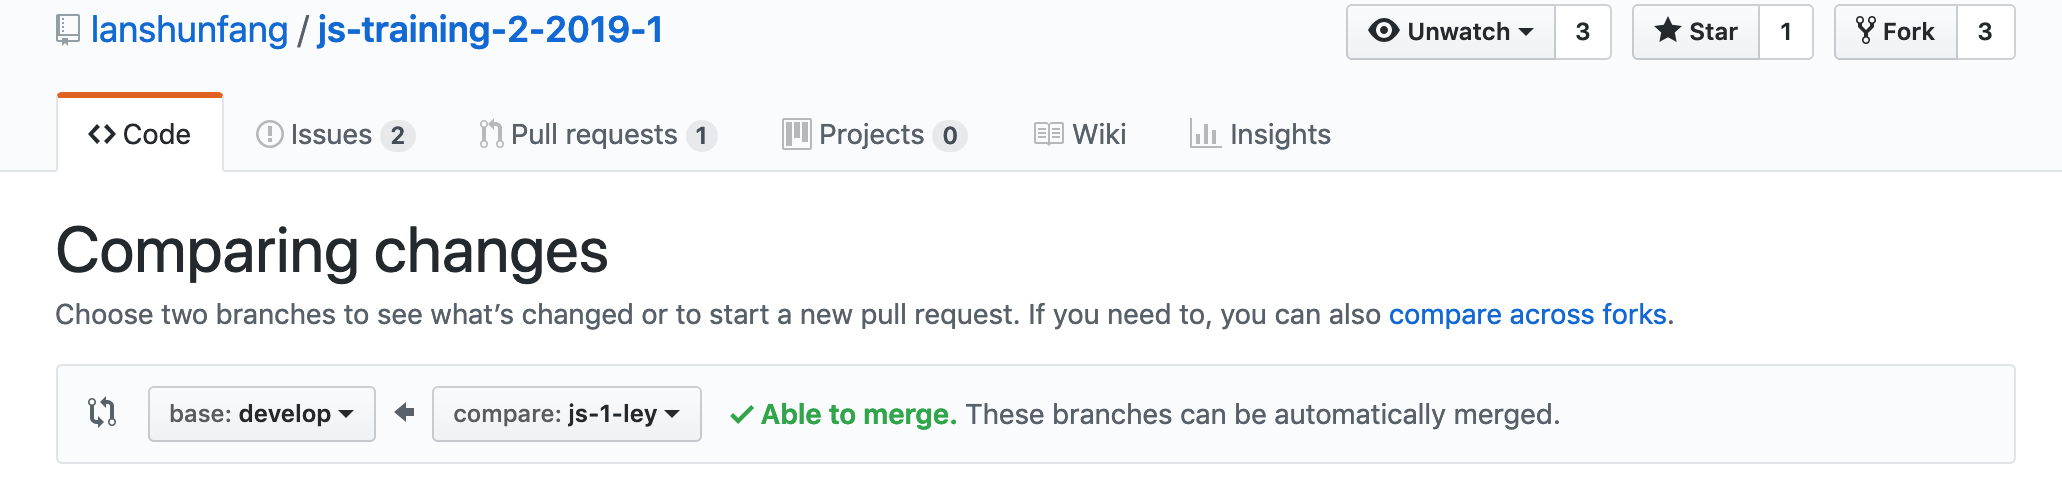 lanshunfang / js-training-2-2019-1
Unwatch 3 Star 1 Fork 3
Code Issues 2 Pull requests 1 Projects 0 Wiki Insights
Comparing changes
Choose two branches to see what’s changed or to start a new pull request. If you need to, you can also compare across forks.
base: develop compare: js-1-ley Able to merge. These branches can be automatically merged.